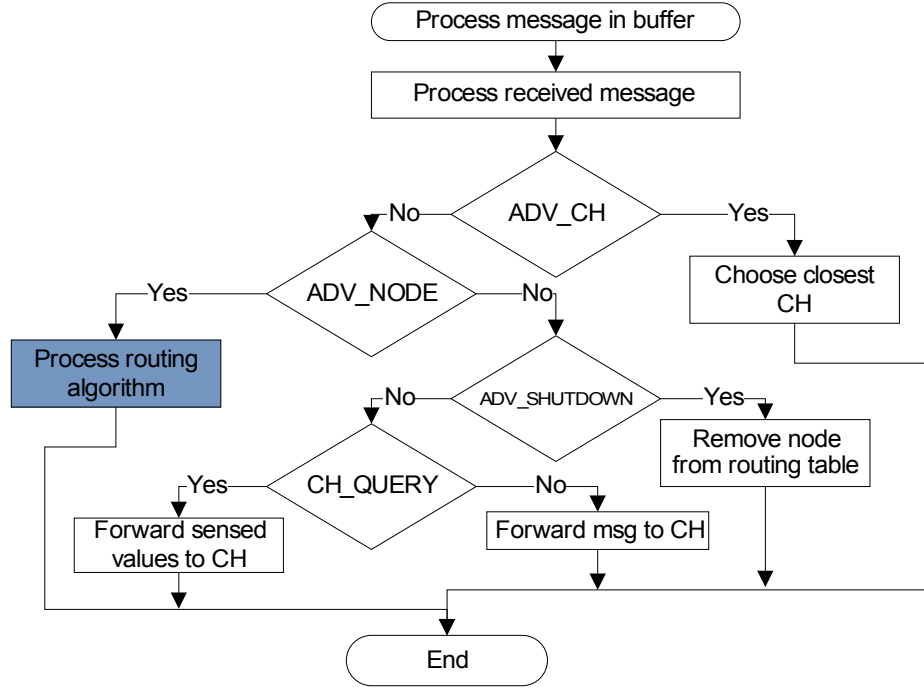 Process message in buffer
Process received message
ADV_CH
No
Yes
Choose closest
CH
ADV_NODE
Yes
No
Process routing
algorithm
ADV_SHUTDOWN
No
Yes
Remove node
from routing table
CH_QUERY
Yes
No
Forward sensed
values to CH
Forward msg to CH
End